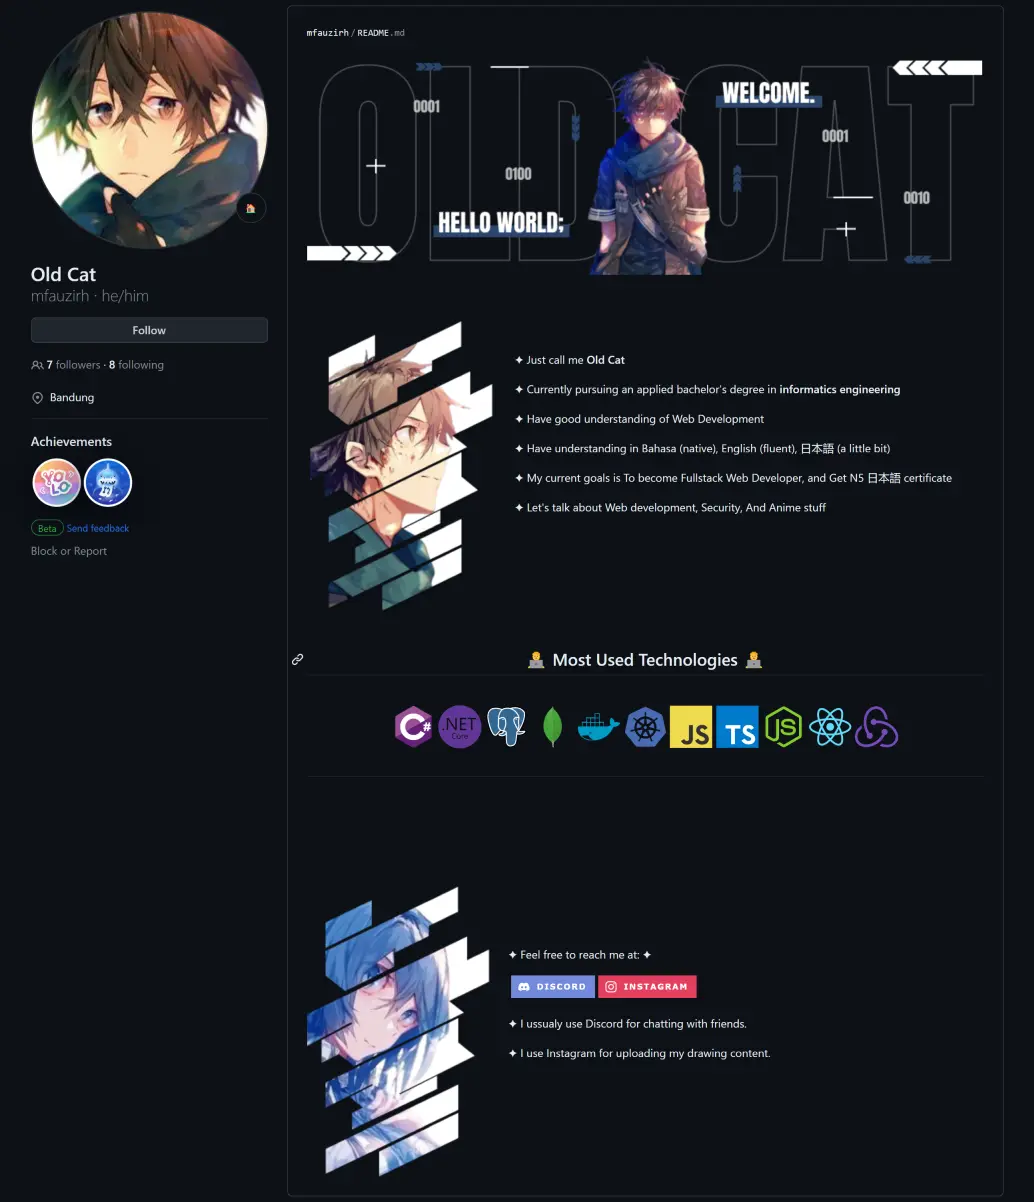 mfauzirh/README.md
OLD CAT
0001
WELCOME.
0001
0100
0010
HELLO WORLD;
Old Cat
mfauzirh · he/him
Follow
7 followers · 8 following
Bandung
Achievements
YOLO
Beta Send feedback
Block or Report
✦ Just call me Old Cat
✦ Currently pursuing an applied bachelor's degree in informatics engineering
✦ Have good understanding of Web Development
✦ Have understanding in Bahasa (native), English (fluent), 日本語 (a little bit)
✦ My current goals is To become Fullstack Web Developer, and Get N5 日本語 certificate
✦ Let's talk about Web development, Security, And Anime stuff
Most Used Technologies
C# .NET Core JS TS JS
✦ Feel free to reach me at: ✦
DISCORD INSTAGRAM
✦ I ussualy use Discord for chatting with friends.
✦ I use Instagram for uploading my drawing content.